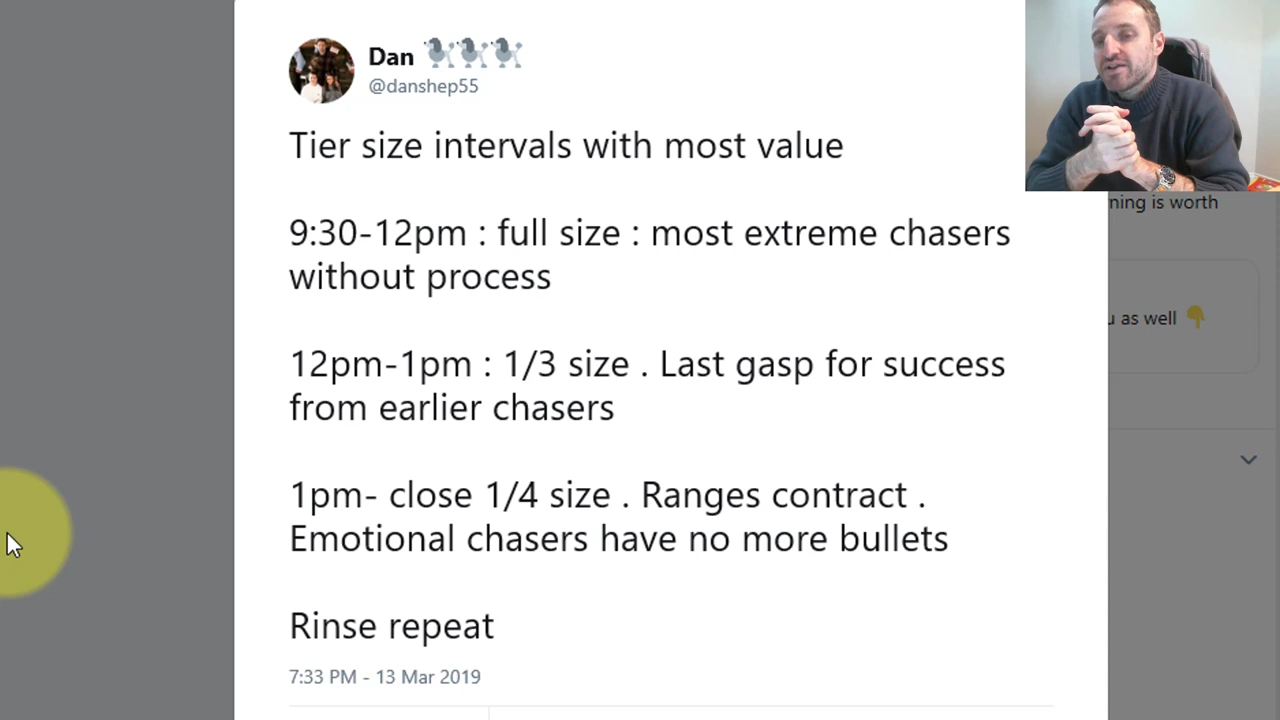 Dan 🐩🐩🐩
@danshep55
Tier size intervals with most value
9:30-12pm : full size : most extreme chasers
without process
12pm-1pm : 1/3 size . Last gasp for success
from earlier chasers
1pm- close 1/4 size . Ranges contract .
Emotional chasers have no more bullets
Rinse repeat
7:33 PM - 13 Mar 2019
ning is worth
u as well 👇